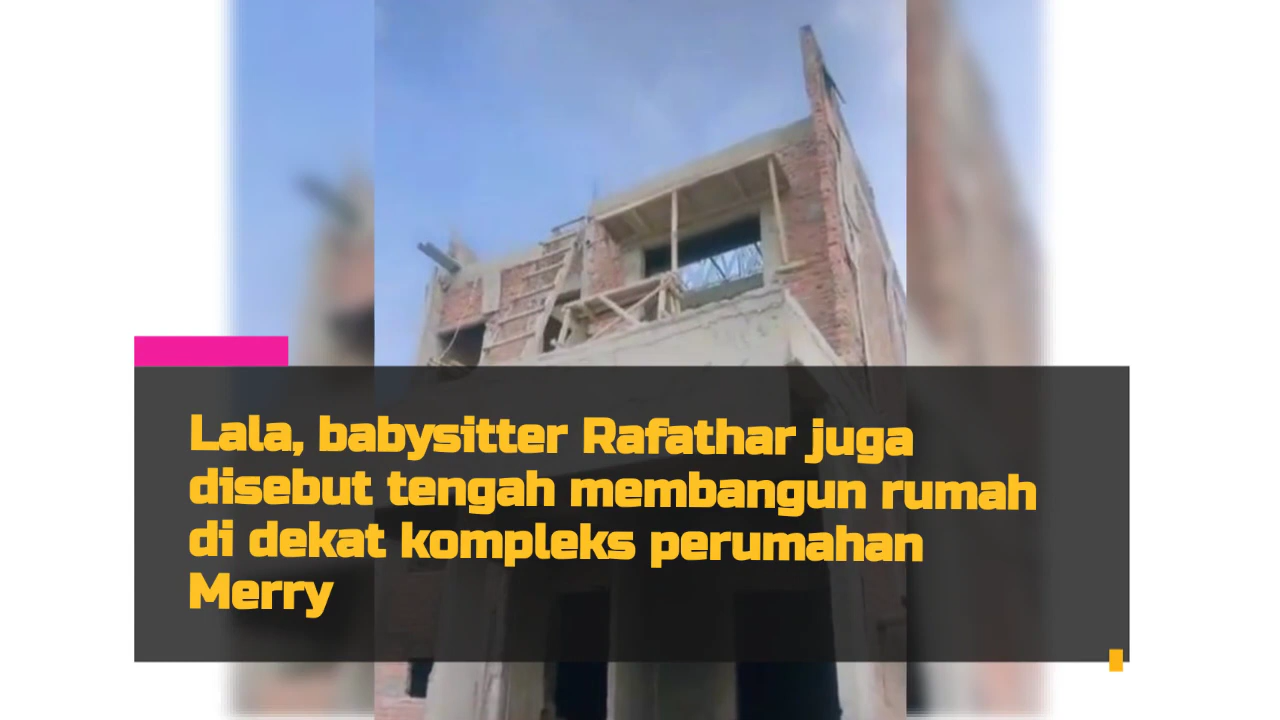 Lala, babysitter Rafathar juga
disebut tengah membangun rumah
di dekat kompleks perumahan
Merry